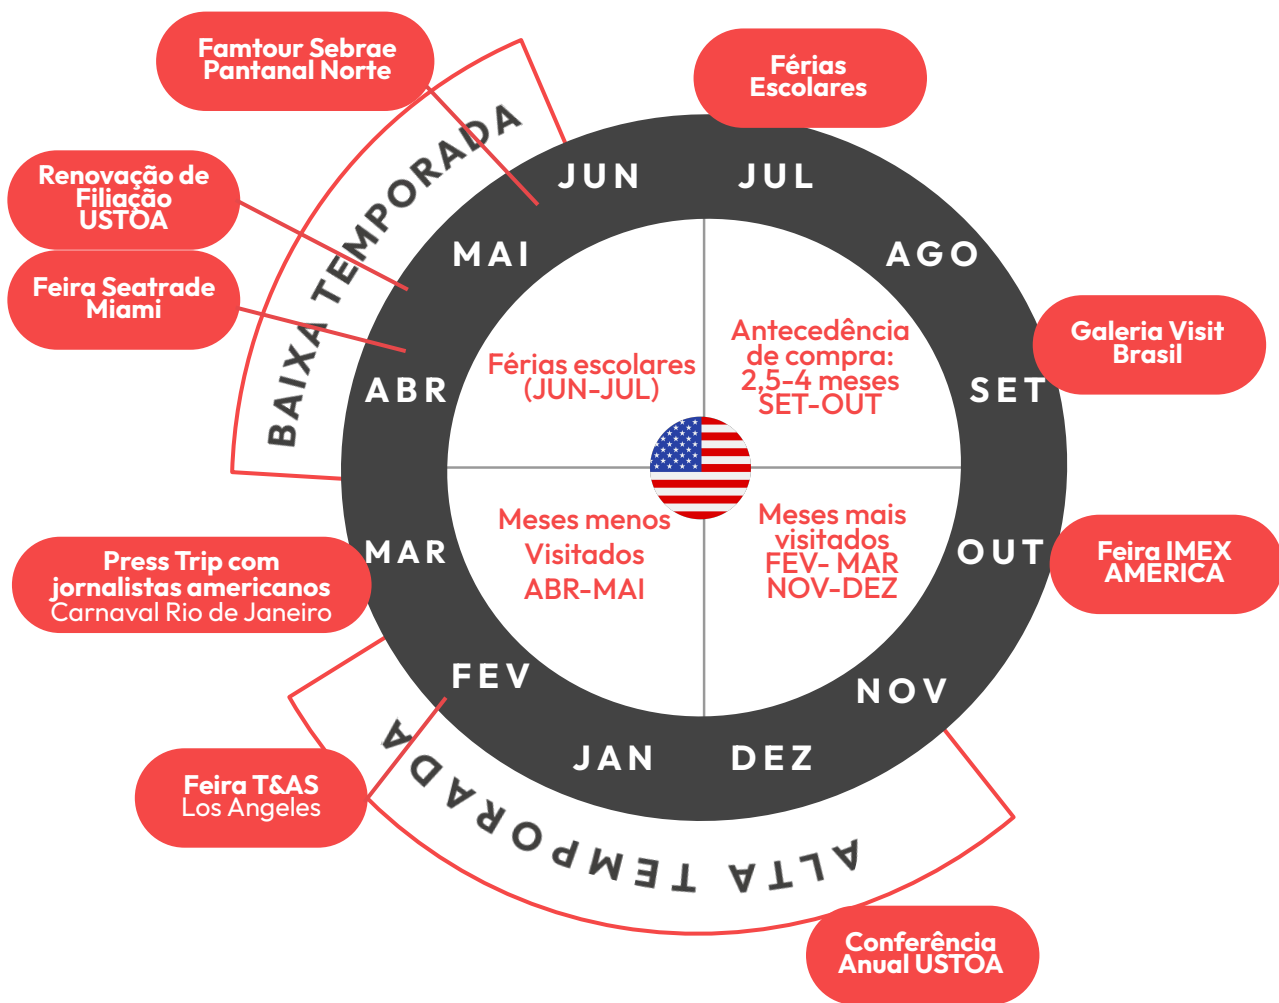 Famtour Sebrae
Pantanal Norte
Férias
Escolares
BAIXA TEMPORADA
JUN
JUL
Renovação de
Filiação
USTOA
MAI
AGO
Feira Seatrade
Miami
Galeria Visit
Brasil
ABR
SET
Férias escolares
(JUN-JUL)
Antecedência
de compra:
2,5-4 meses
SET-OUT
Meses menos
Visitados
ABR-MAI
Meses mais
visitados
FEV- MAR
NOV-DEZ
MAR
OUT
Press Trip com
jornalistas americanos
Carnaval Rio de Janeiro
Feira IMEX
AMERICA
FEV
NOV
JAN
DEZ
Feira T&AS
Los Angeles
ALTA TEMPORADA
Conferência
Anual USTOA